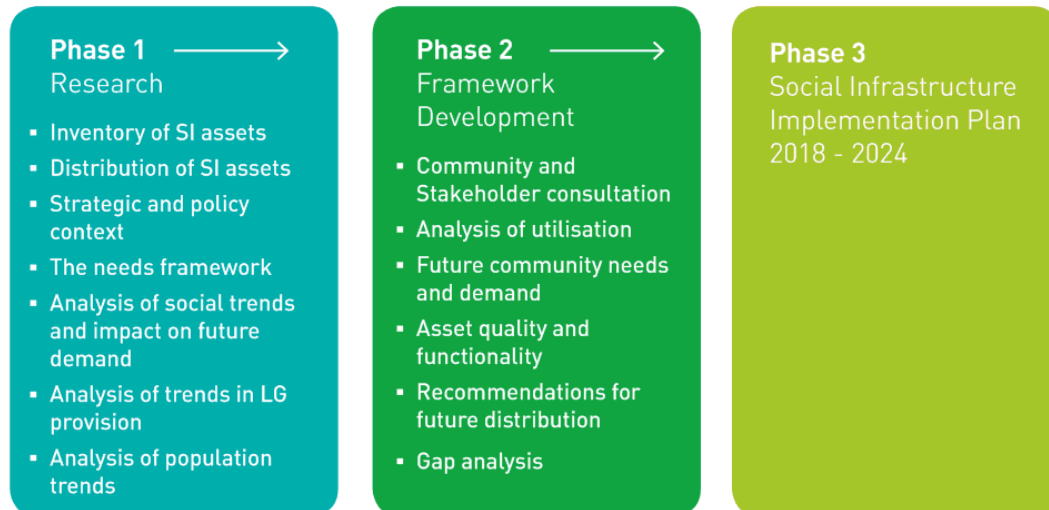 Phase 1
Research
▪ Inventory of SI assets
▪ Distribution of SI assets
▪ Strategic and policy
context
▪ The needs framework
▪ Analysis of social trends
and impact on future
demand
▪ Analysis of trends in LG
provision
▪ Analysis of population
trends
Phase 2
Framework
Development
▪ Community and
Stakeholder consultation
▪ Analysis of utilisation
▪ Future community needs
and demand
▪ Asset quality and
functionality
▪ Recommendations for
future distribution
▪ Gap analysis
Phase 3
Social Infrastructure
Implementation Plan
2018 - 2024